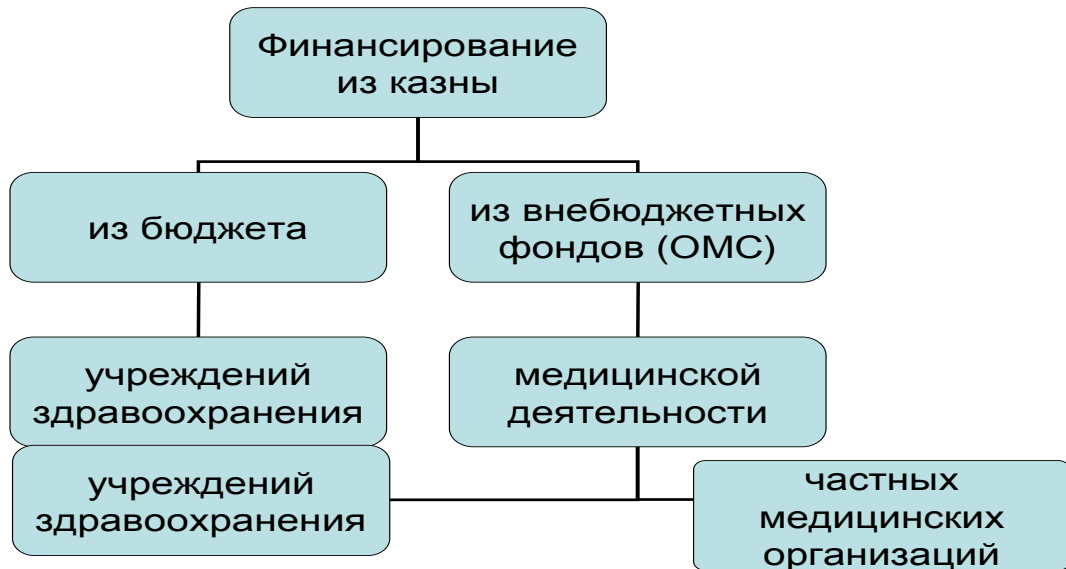 Финансирование
из казны
из бюджета
из внебюджетных
фондов (ОМС)
учреждений
здравоохранения
медицинской
деятельности
учреждений
здравоохранения
частных
медицинских
организаций